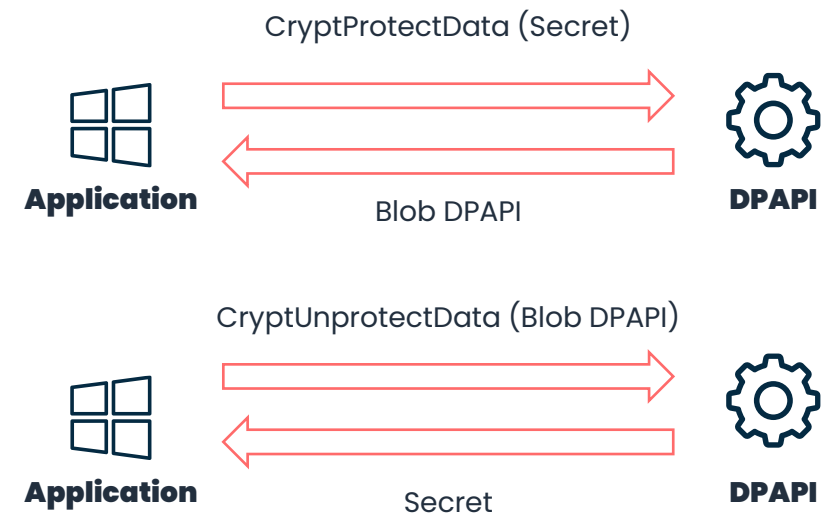 CryptProtectData (Secret)
Application
DPAPI
Blob DPAPI
CryptUnprotectData (Blob DPAPI)
Application
DPAPI
Secret